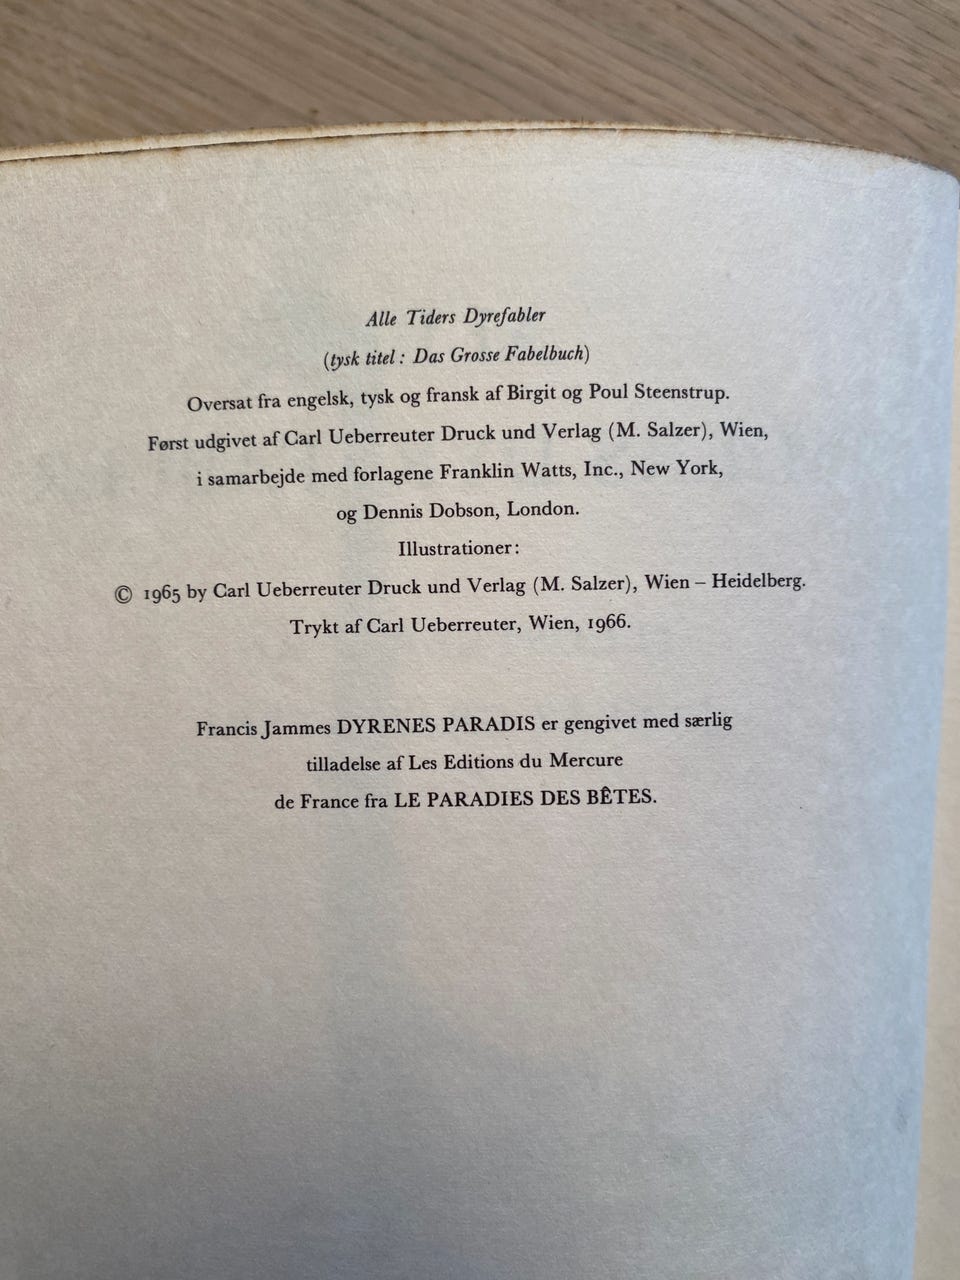 Alle Tiders Dyrefabler
(tysk titel: Das Grosse Fabelbuch)
Oversat fra engelsk, tysk og fransk af Birgit og Poul Steenstrup.
Først udgivet af Carl Ueberreuter Druck und Verlag (M. Salzer), Wien,
i samarbejde med forlagene Franklin Watts, Inc., New York,
og Dennis Dobson, London.
Illustrationer:
© 1965 by Carl Ueberreuter Druck und Verlag (M. Salzer), Wien – Heidelberg.
Trykt af Carl Ueberreuter, Wien, 1966.
Francis Jammes DYRENES PARADIS er gengivet med særlig
tilladelse af Les Editions du Mercure
de France fra LE PARADIES DES BÊTES.